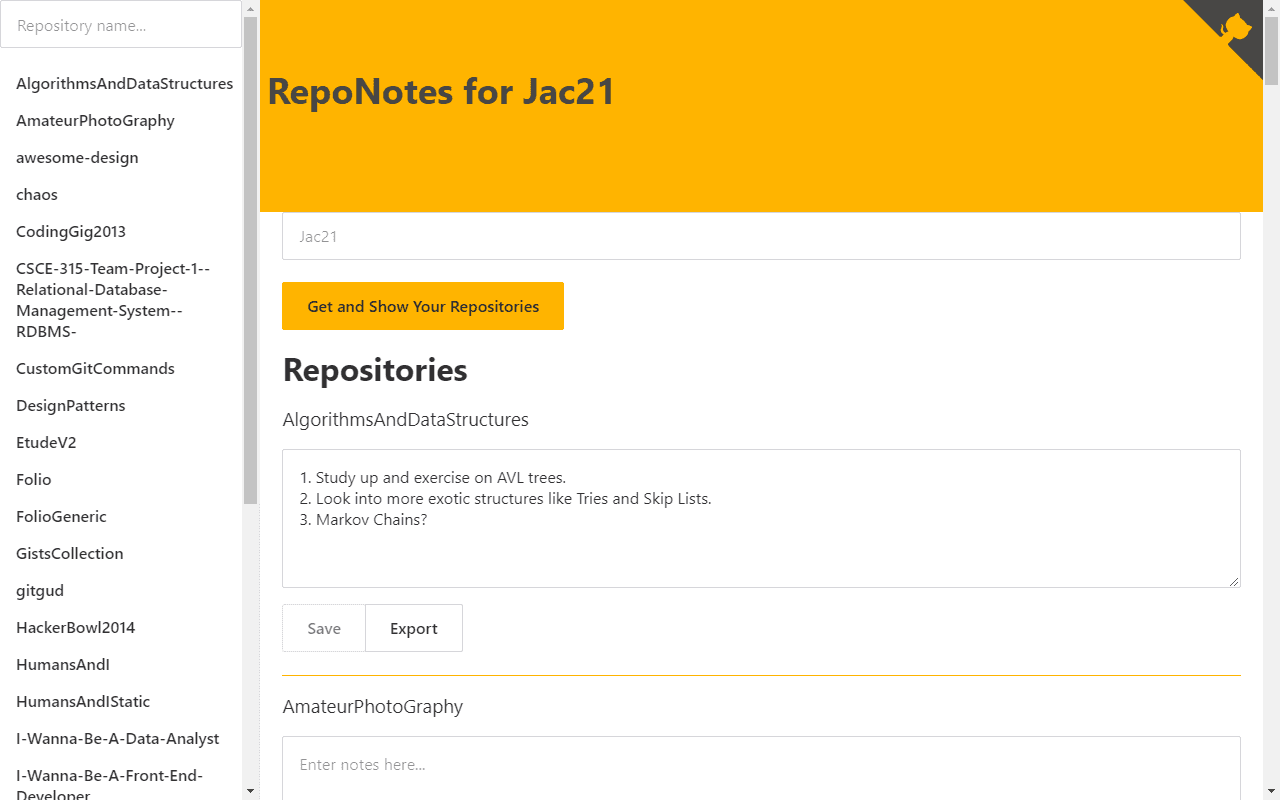 Repository name...
AlgorithmsAndDataStructures
AmateurPhotoGraphy
awesome-design
chaos
CodingGig2013
CSCE-315-Team-Project-1--
Relational-Database-
Management-System--
RDBMS-
CustomGitCommands
DesignPatterns
EtudeV2
Folio
FolioGeneric
GistsCollection
gitgud
HackerBowl2014
HumansAndI
HumansAndIStatic
I-Wanna-Be-A-Data-Analyst
I-Wanna-Be-A-Front-End-
Developer
RepoNotes for Jac21
Jac21
Get and Show Your Repositories
Repositories
AlgorithmsAndDataStructures
1. Study up and exercise on AVL trees.
2. Look into more exotic structures like Tries and Skip Lists.
3. Markov Chains?
Save
Export
AmateurPhotoGraphy
Enter notes here...